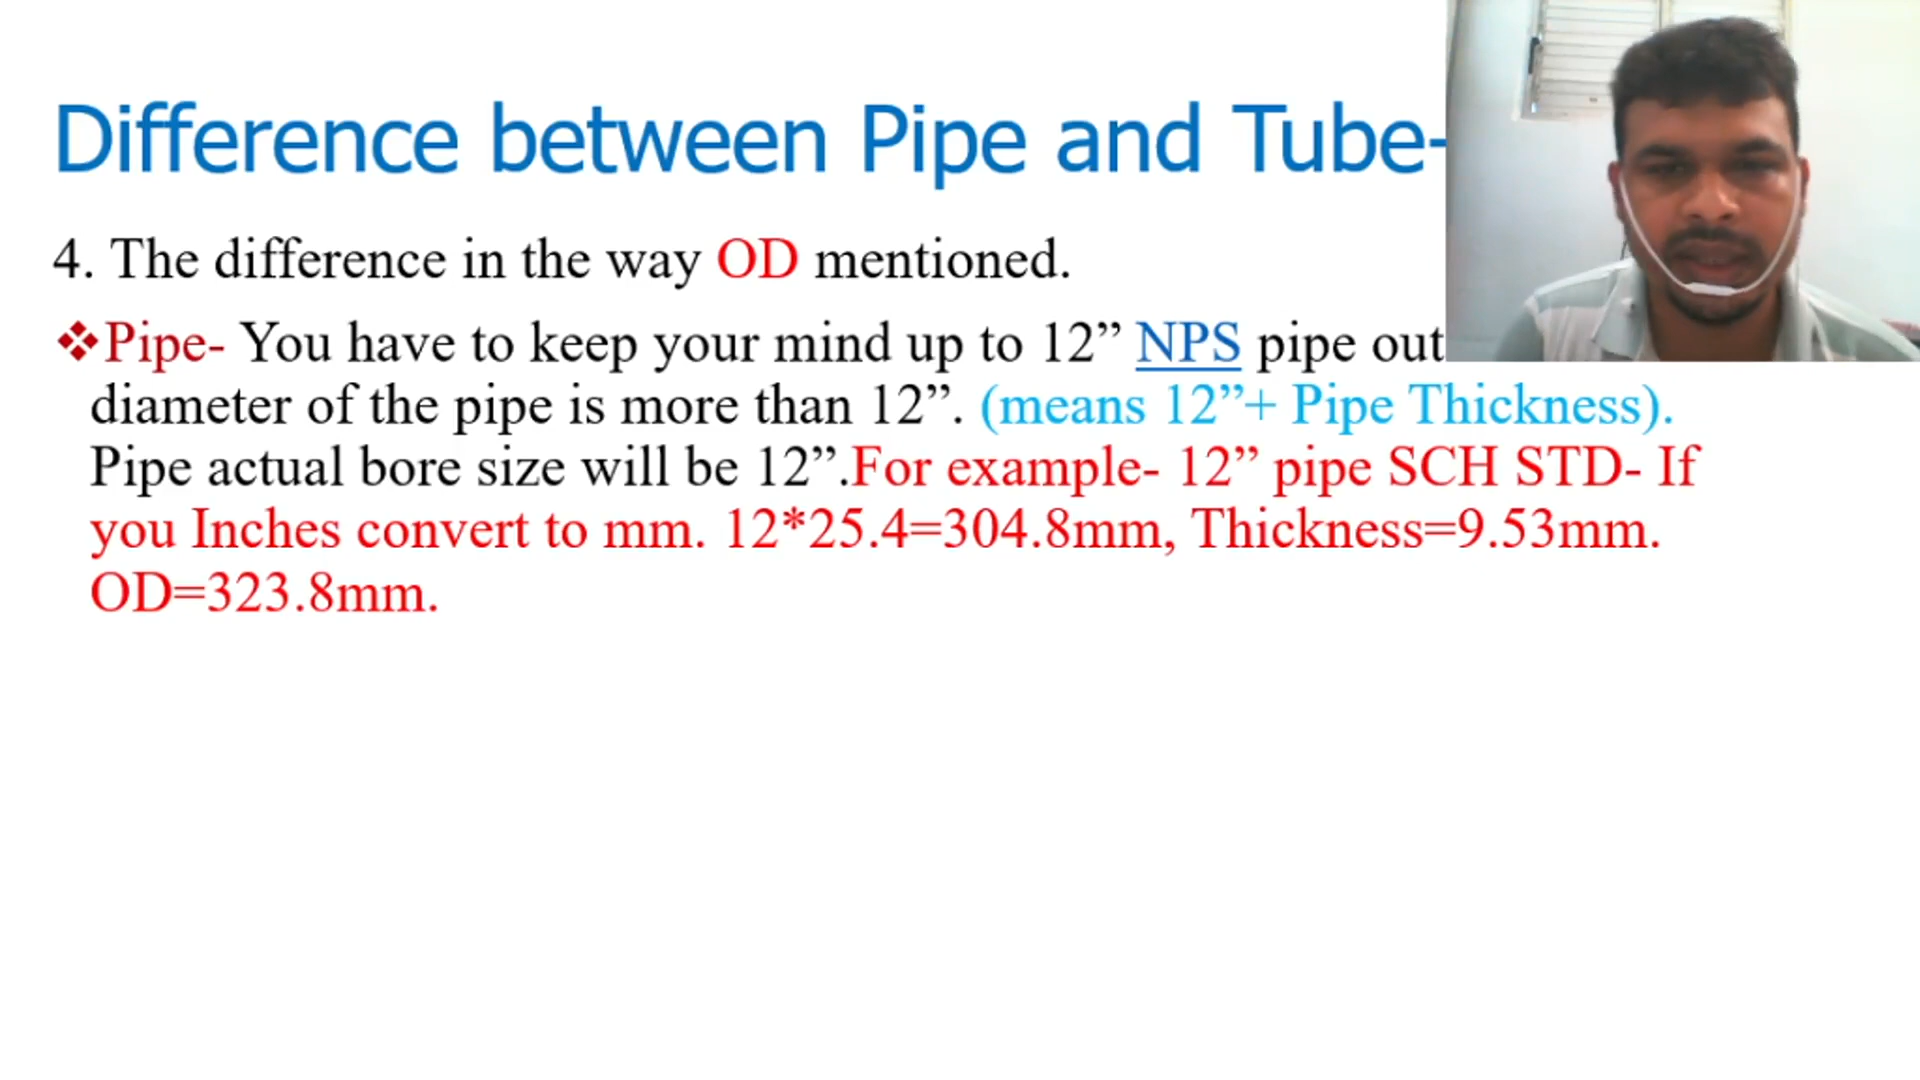 Difference between Pipe and Tube-
4. The difference in the way OD mentioned.
❖Pipe- You have to keep your mind up to 12” NPS pipe out
diameter of the pipe is more than 12”. (means 12”+ Pipe Thickness).
Pipe actual bore size will be 12”.For example- 12” pipe SCH STD- If
you Inches convert to mm. 12*25.4=304.8mm, Thickness=9.53mm.
OD=323.8mm.